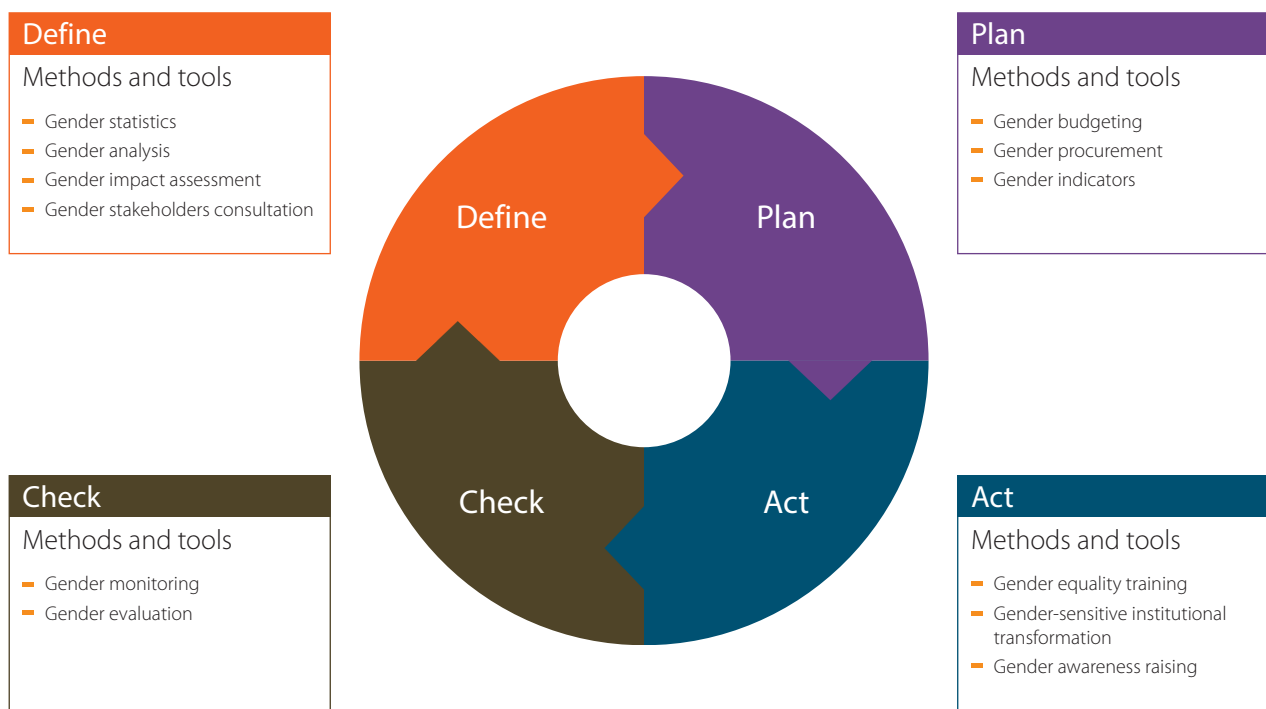 Define
Methods and tools
Gender statistics
Gender analysis
Gender impact assessment
Gender stakeholders consultation
Plan
Methods and tools
Gender budgeting
Gender procurement
Gender indicators
Define
Plan
Check
Act
Check
Methods and tools
Gender monitoring
Gender evaluation
Act
Methods and tools
Gender equality training
Gender-sensitive institutional
transformation
Gender awareness raising